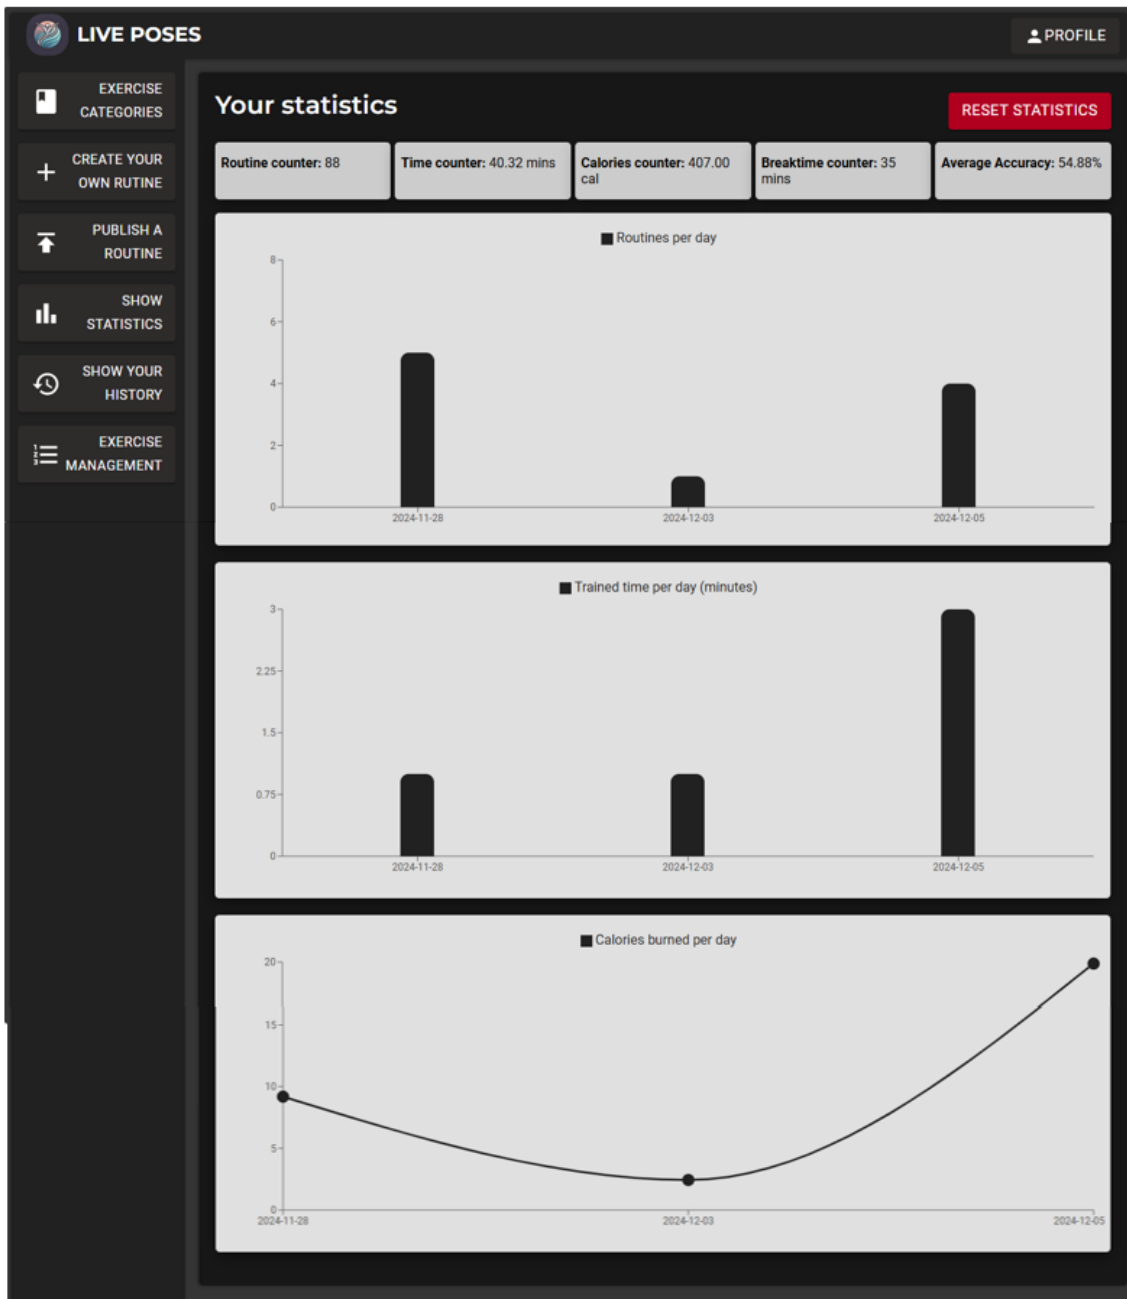 LIVE POSES
PROFILE
EXERCISE
CATEGORIES
CREATE YOUR
OWN RUTINE
PUBLISH A
ROUTINE
SHOW
STATISTICS
SHOW YOUR
HISTORY
EXERCISE
MANAGEMENT
Your statistics
RESET STATISTICS
Routine counter: 88
Time counter: 40.32 mins
Calories counter: 407.00
cal
Breaktime counter: 35
mins
Average Accuracy: 54.88%
Routines per day
8
6
4
2
0
2024-11-28
2024-12-03
2024-12-05
Trained time per day (minutes)
3
2.25
1.5
0.75
0
2024-11-28
2024-12-03
2024-12-05
Calories burned per day
20
15
10
5
0
2024-11-28
2024-12-03
2024-12-05